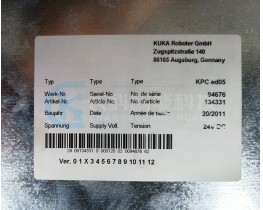 KUKA Roboter GmbH
Zugspitzstraße 140
86165 Augsburg, Germany
Typ Type Type KPC ed05
Werk-Nr. Serial-No. No. de série 94676
Artikel-Nr. Article No. No. d'article 134331
Baujahr Date Année de 20/2011
Spannung Supply Volt. Tension 24V DC
Ver. 0 1 X 3 4 5 6 7 8 9 10 11 12